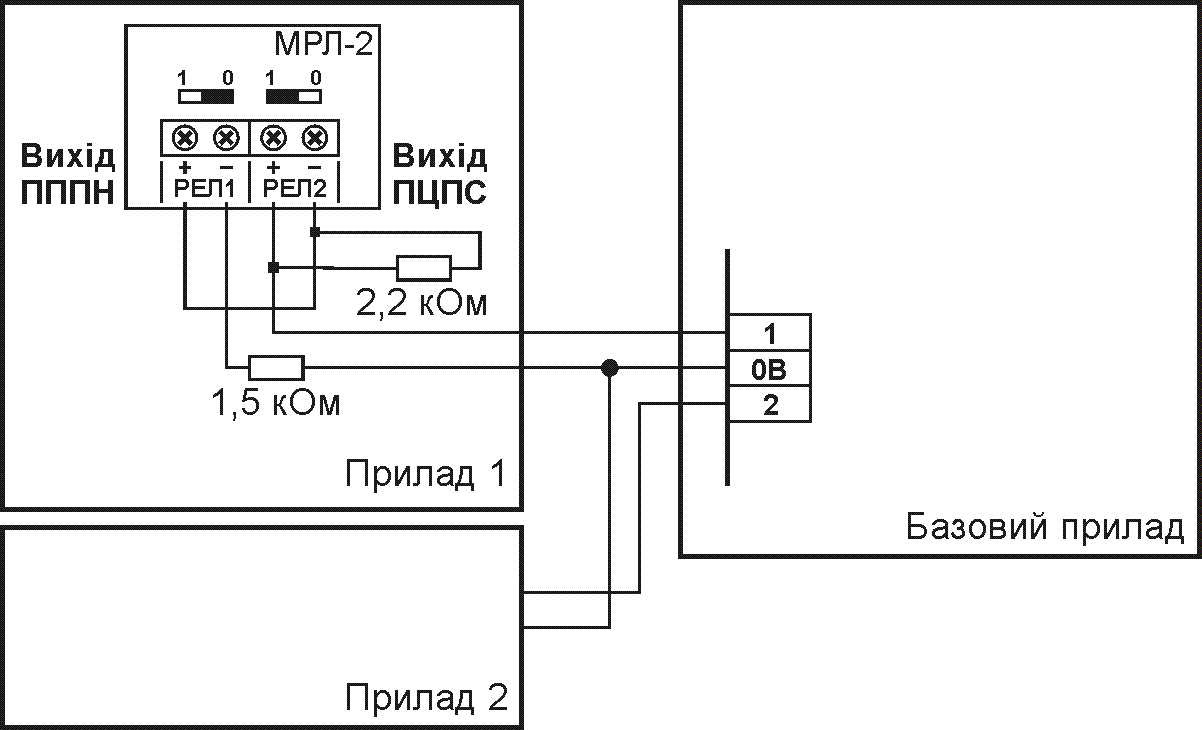 МРЛ-2
1 0 1 0
Вихід
ПППН
Вихід
ПЦПС
+ − + −
РЕЛ1 РЕЛ2
2,2 кОм
1,5 кОм
1
0В
2
Прилад 1
Базовий прилад
Прилад 2